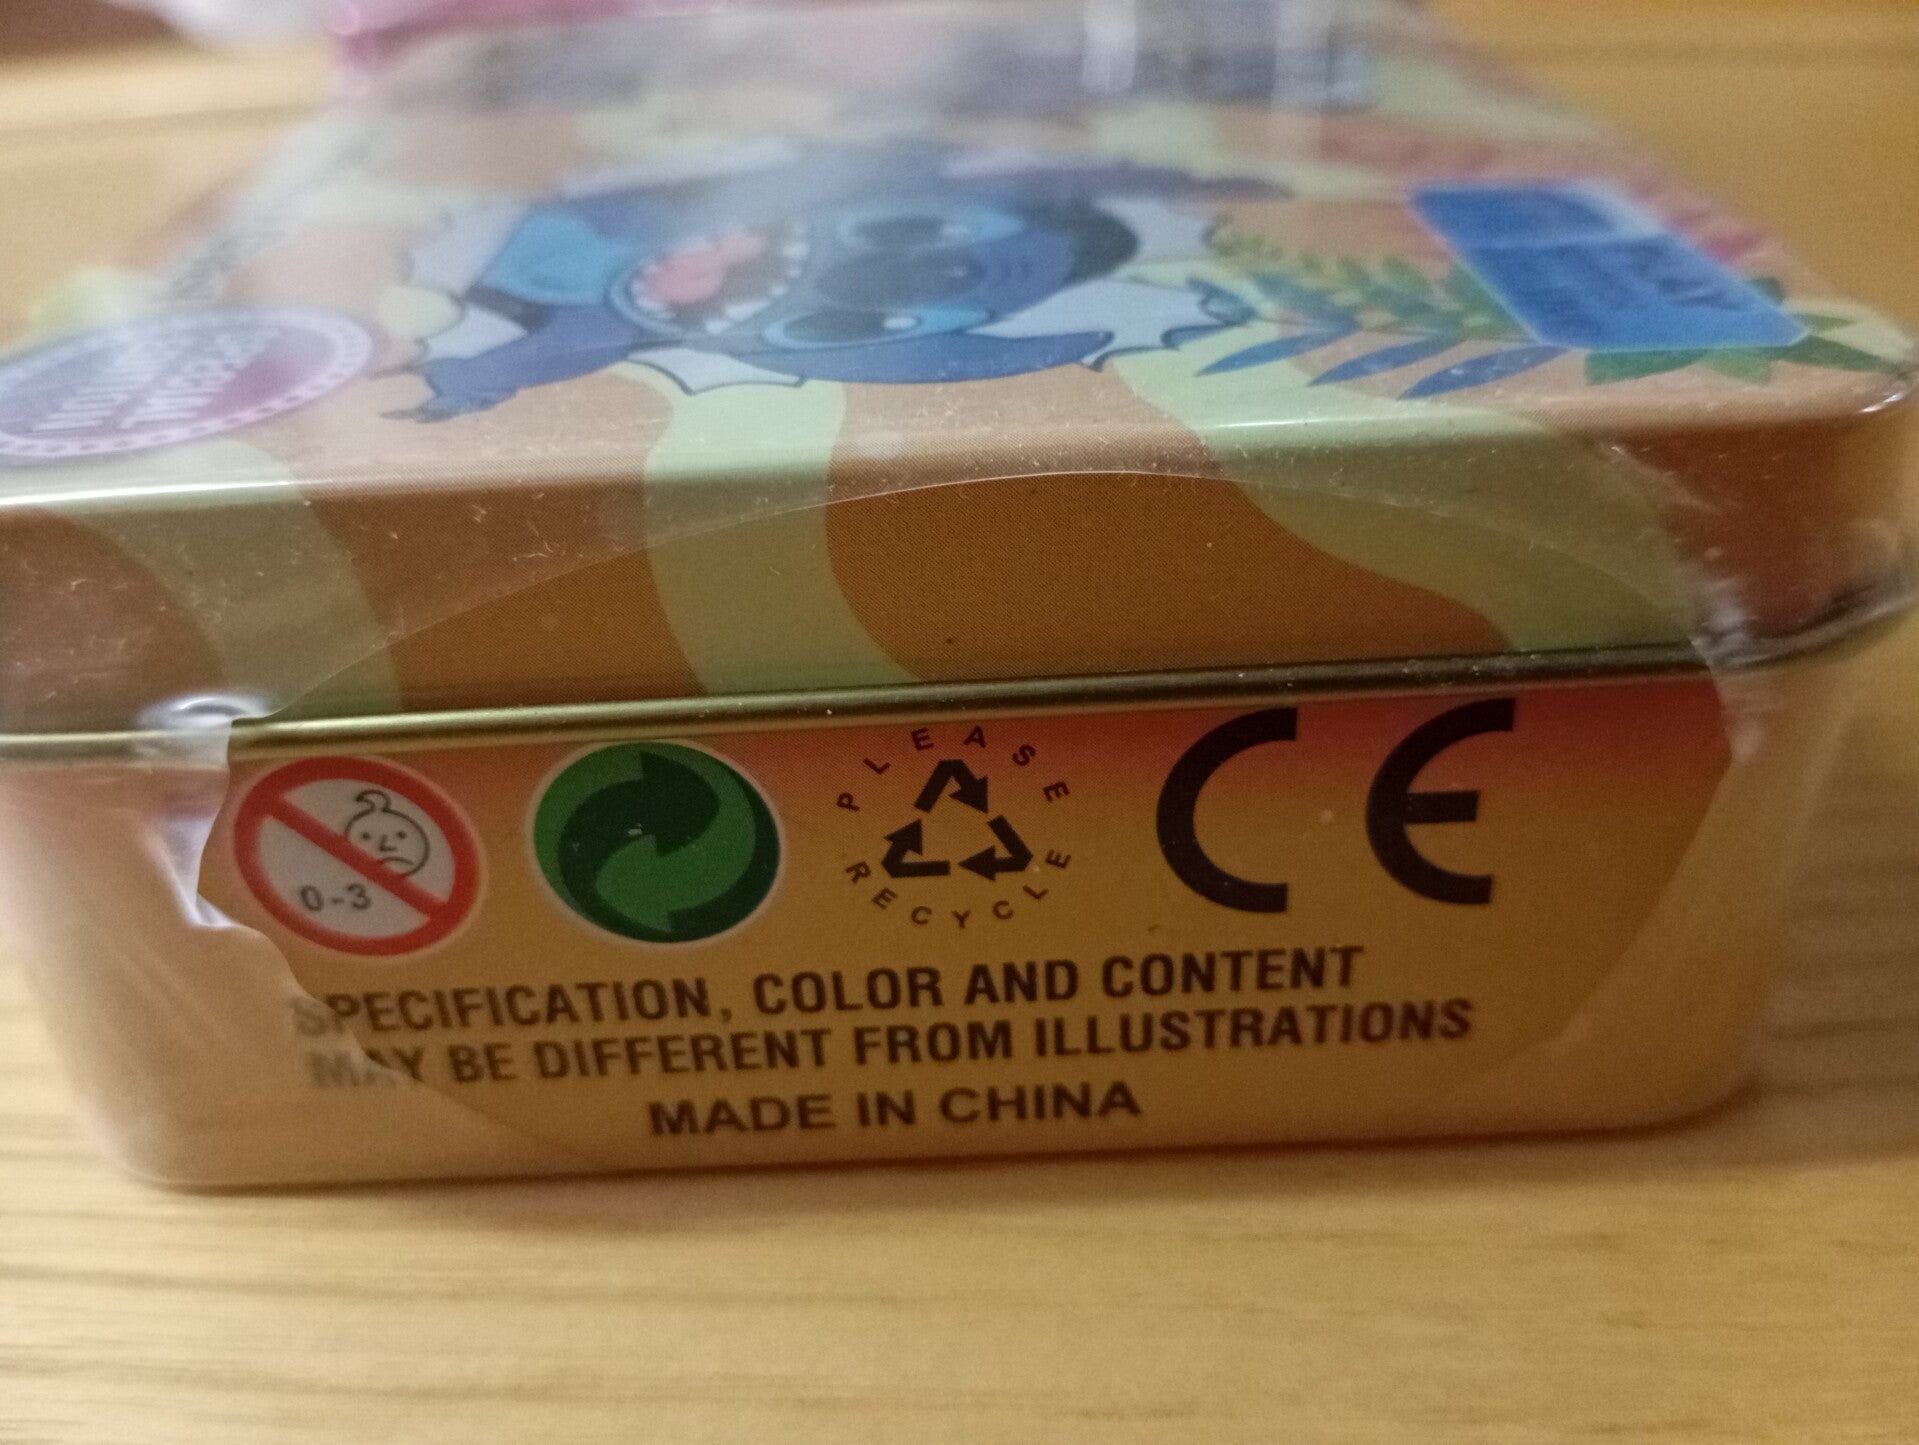 0-3
PLEASE
RECYCLE
CE
SPECIFICATION, COLOR AND CONTENT
MAY BE DIFFERENT FROM ILLUSTRATIONS
MADE IN CHINA